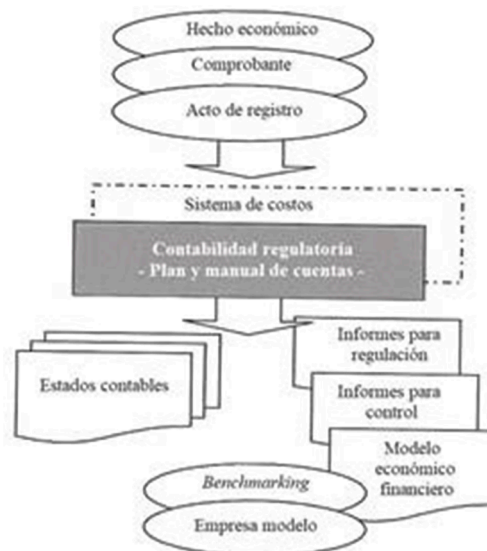 Hecho económico
Comprobante
Acto de registro
Sistema de costos
Contabilidad regulatoría
- Plan y manual de cuentas -
Estados contables
Informes para
regulación
Informes para
control
Modelo
económico
financiero
Benchmarking
Empresa modelo